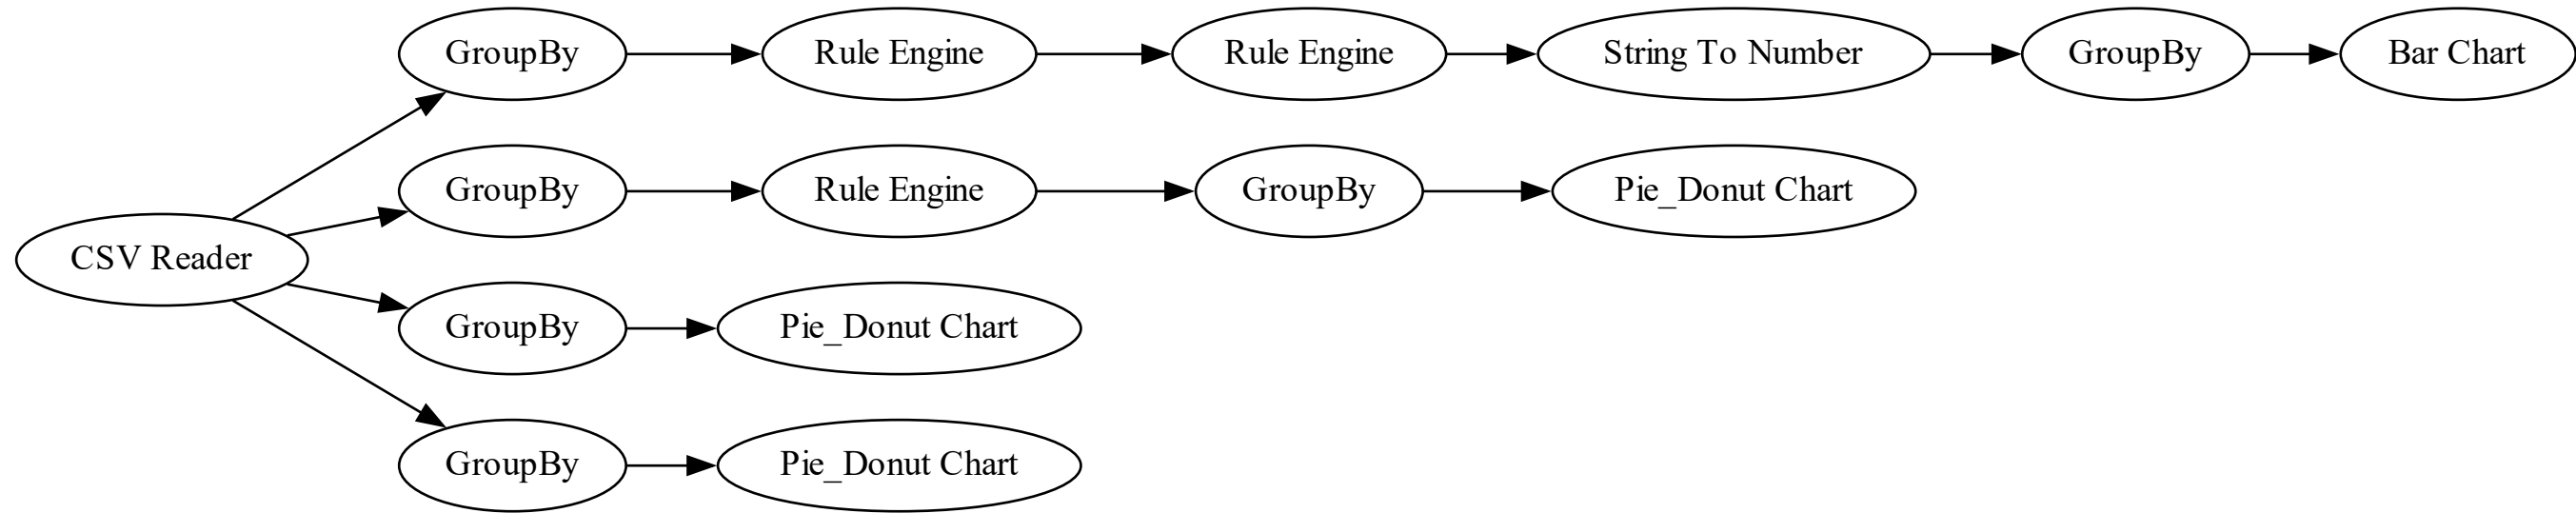 GroupBy
Rule Engine
Rule Engine
String To Number
GroupBy
Bar Chart
GroupBy
Rule Engine
GroupBy
Pie_Donut Chart
CSV Reader
GroupBy
Pie_Donut Chart
GroupBy
Pie_Donut Chart